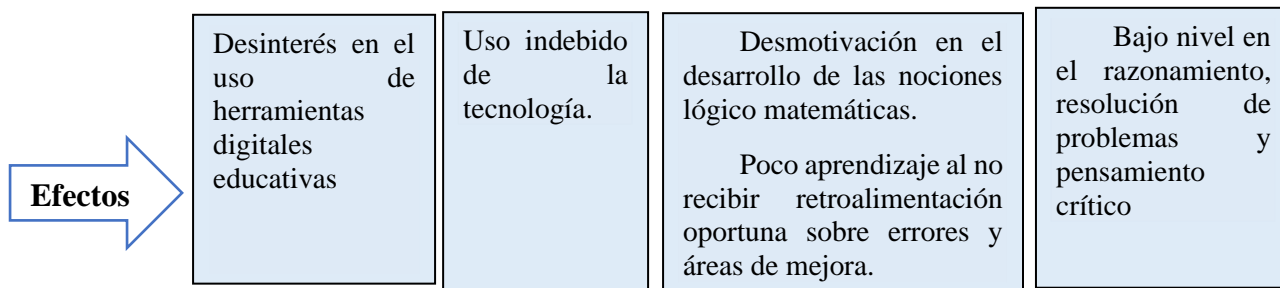 Efectos
Desinterés en el
uso de
herramientas
digitales
educativas
Uso indebido
de la
tecnología.
Desmotivación en el
desarrollo de las nociones
lógico matemáticas.
Poco aprendizaje al no
recibir retroalimentación
oportuna sobre errores y
áreas de mejora.
Bajo nivel en
el razonamiento,
resolución de
problemas y
pensamiento
crítico